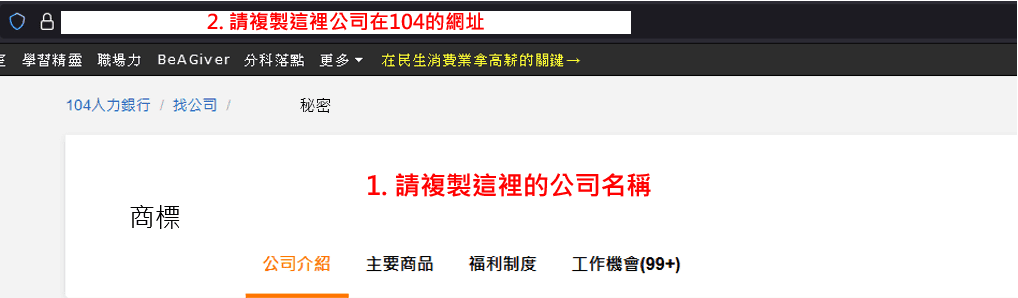 2. 請複製這裡公司在104的網址
學習精靈 職場力 BeAGiver 分科落點 更多 在民生消費業拿高薪的關鍵→
104人力銀行 / 找公司 / 秘密
1. 請複製這裡的公司名稱
商標
公司介紹 主要商品 福利制度 工作機會(99+)